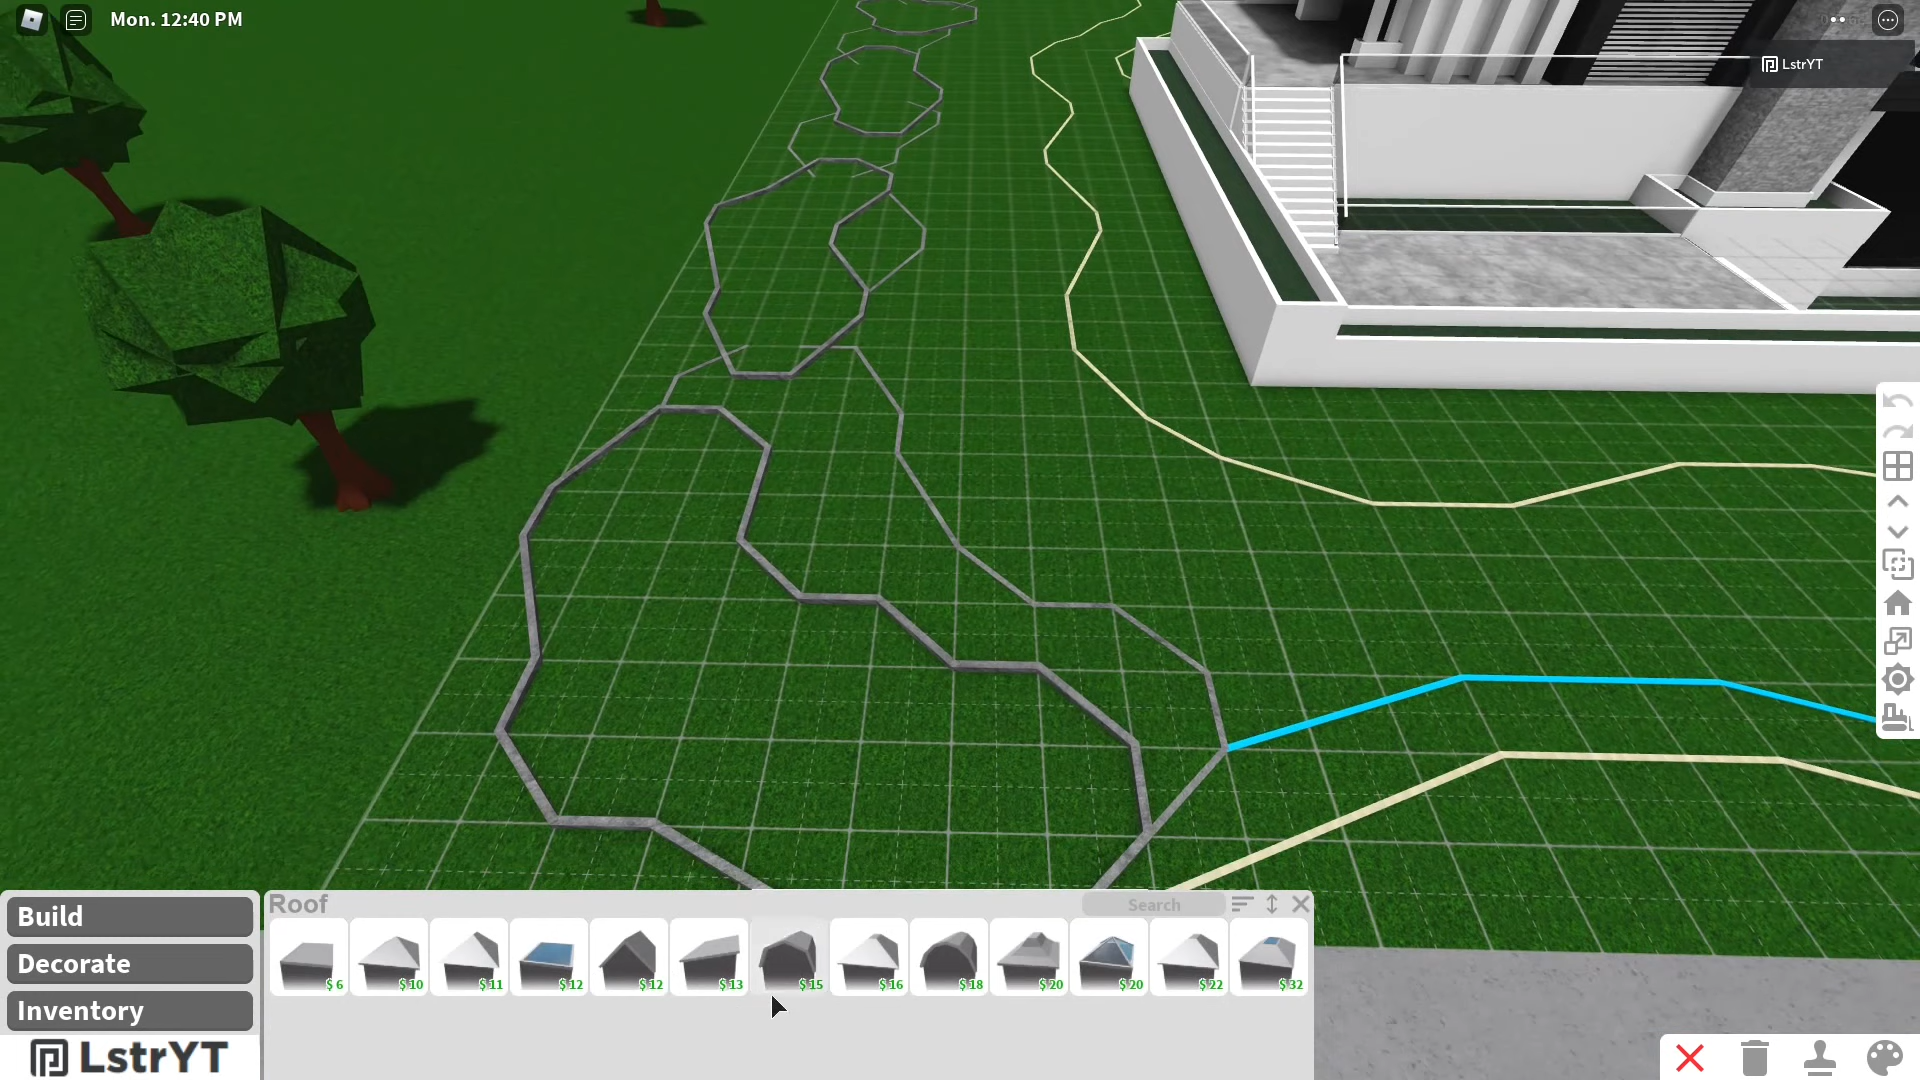 Mon. 12:40 PM
LstrYT
Build
Decorate
Inventory
LstrYT
Roof
Search
$ 6
$ 10
$ 11
$ 12
$ 12
$ 13
$ 15
$ 16
$ 18
$ 20
$ 20
$ 22
$ 32